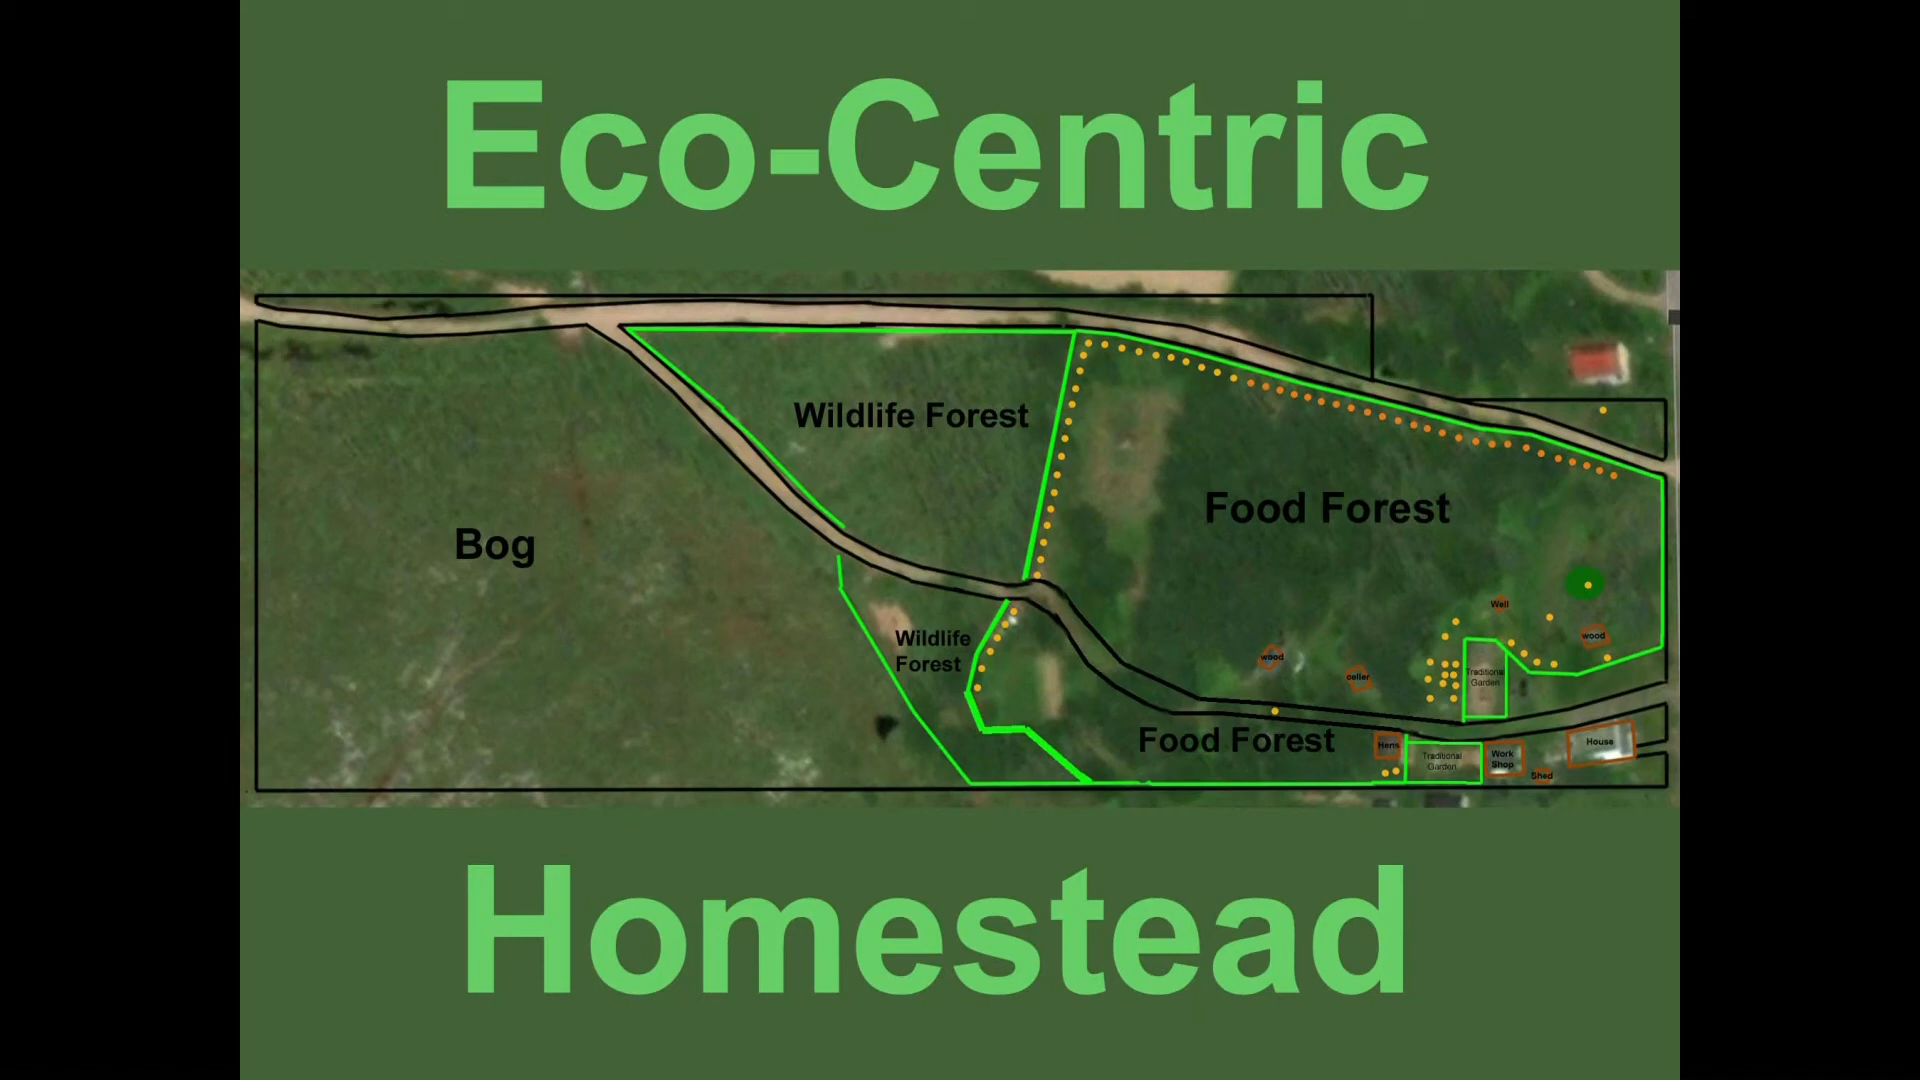 Eco-Centric
Wildlife Forest
Food Forest
Bog
Well
Wildlife
Forest
wood
wood
celler
Traditional
Garden
Food Forest
Hens
Traditional
Garden
Work
Shop
House
Shed
Homestead